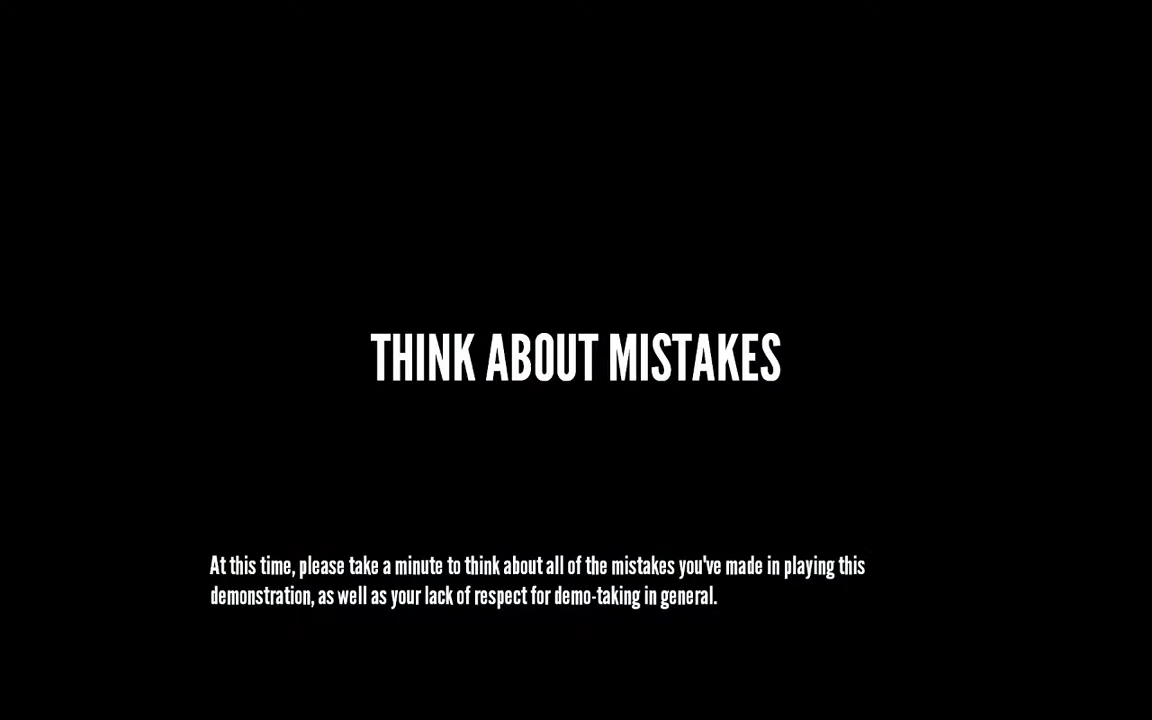 THINK ABOUT MISTAKES
At this time, please take a minute to think about all of the mistakes you've made in playing this
demonstration, as well as your lack of respect for demo-taking in general.